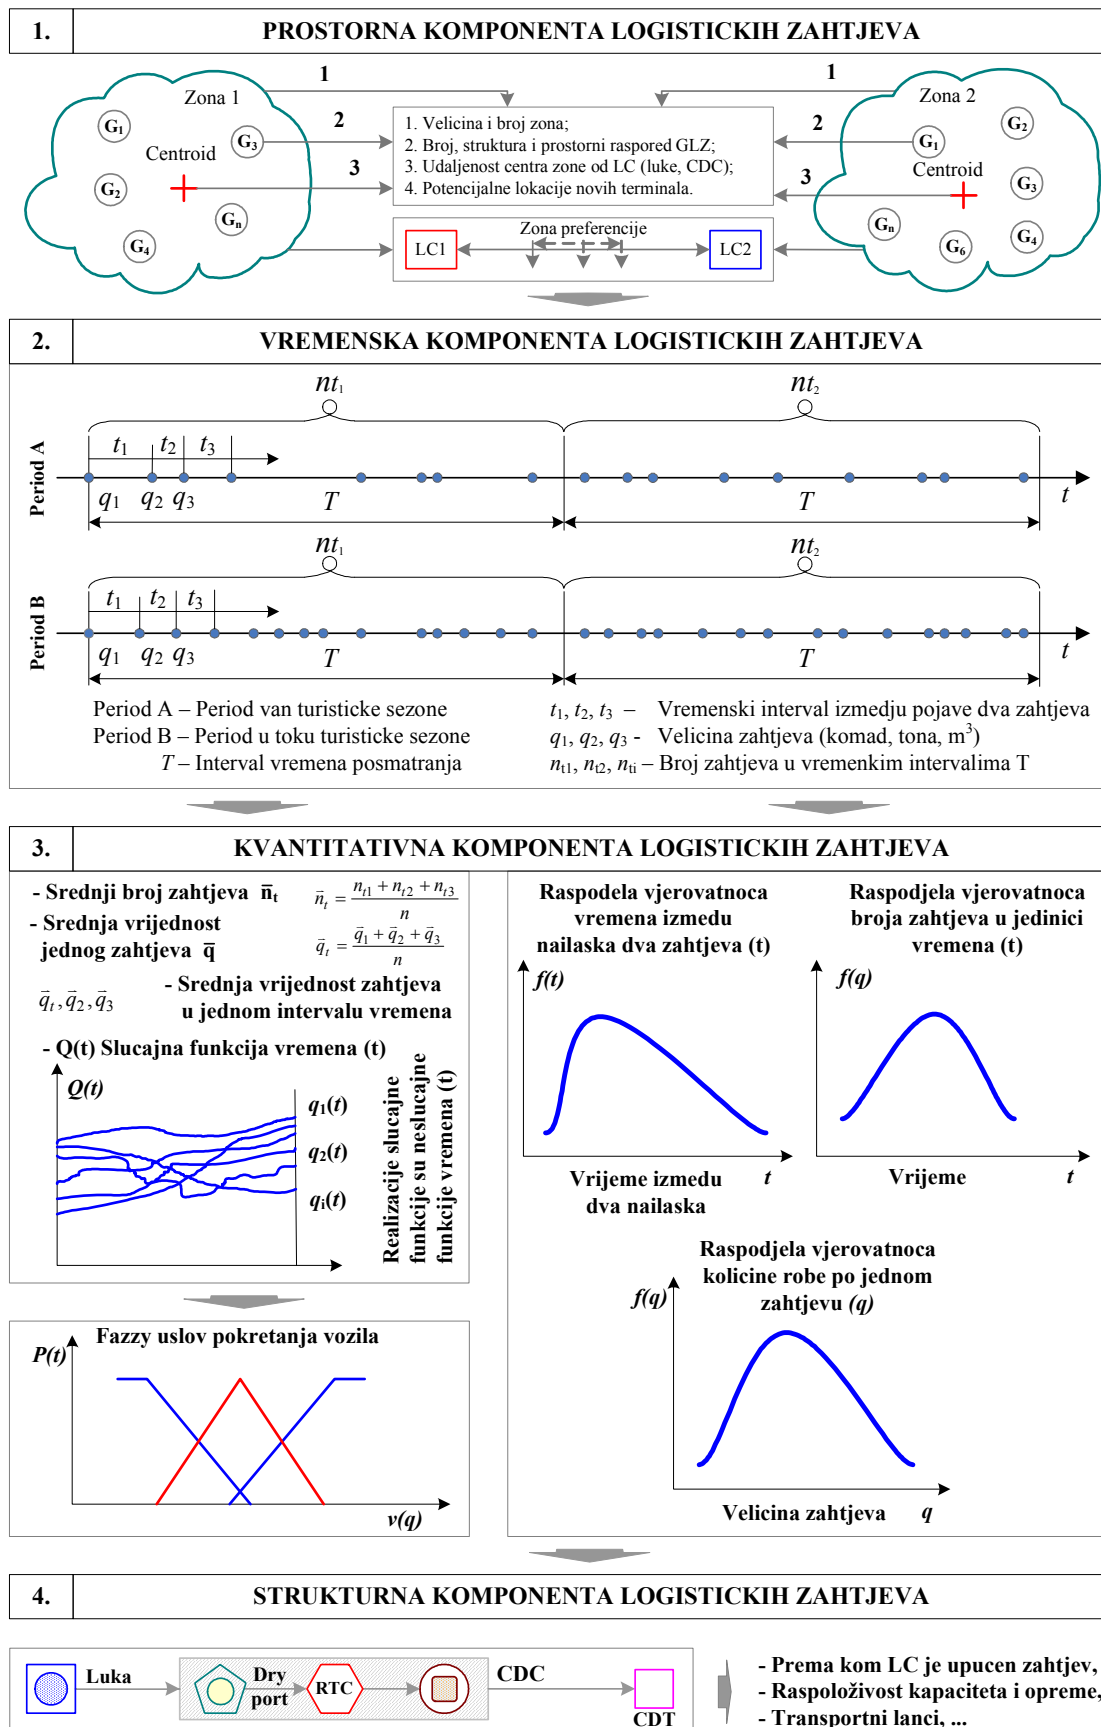 1. PROSTORNA KOMPONENTA LOGISTICKIH ZAHTJEVA
1 1
Zona 1 Zona 2
G1 G3 2 2 G1 G2
1. Velicina i broj zona;
2. Broj, struktura i prostorni raspored GLZ;
3. Udaljenost centra zone od LC (luke, CDC);
4. Potencijalne lokacije novih terminala.
Centroid 3 3 Centroid
G2 Gn G4
G3 Gn G6 G4
Zona preferencije
LC1 LC2
2. VREMENSKA KOMPONENTA LOGISTICKIH ZAHTJEVA
nt1 nt2
Period A
t1 t2 t3
q1 q2 q3 T T t
nt1 nt2
Period B
t1 t2 t3
q1 q2 q3 T T t
Period A – Period van turisticke sezone
Period B – Period u toku turisticke sezone
T – Interval vremena posmatranja
t1, t2, t3 – Vremenski interval izmedju pojave dva zahtjeva
q1, q2, q3 - Velicina zahtjeva (komad, tona, m³)
nt1, nt2, nti – Broj zahtjeva u vremenkim intervalima T
3. KVANTITATIVNA KOMPONENTA LOGISTICKIH ZAHTJEVA
- Srednji broj zahtjeva n̄t
n̄t = (nt1 + nt2 + nt3) / n
- Srednja vrijednost
jednog zahtjeva q̄
q̄t = (q̄1 + q̄2 + q̄3) / n
q̄t, q̄2, q̄3
- Srednja vrijednost zahtjeva
u jednom intervalu vremena
- Q(t) Slucajna funkcija vremena (t)
Q(t)
q1(t)
q2(t)
qi(t)
Realizacije slucajne
funkcije su neslucajne
funkcije vremena (t)
Raspodela vjerovatnoca
vremena izmedu
nailaska dva zahtjeva (t)
f(t)
Vrijeme izmedu
dva nailaska
t
Raspodjela vjerovatnoca
broja zahtjeva u jedinici
vremena (t)
f(q)
Vrijeme t
Raspodjela vjerovatnoca
kolicine robe po jednom
zahtjevu (q)
f(q)
Velicina zahtjeva q
Fazzy uslov pokretanja vozila
P(t)
v(q)
4. STRUKTURNA KOMPONENTA LOGISTICKIH ZAHTJEVA
Luka
Dry
port
RTC
CDC
CDT
- Prema kom LC je upucen zahtjev,
- Raspoloživost kapaciteta i opreme,
- Transportni lanci, ...